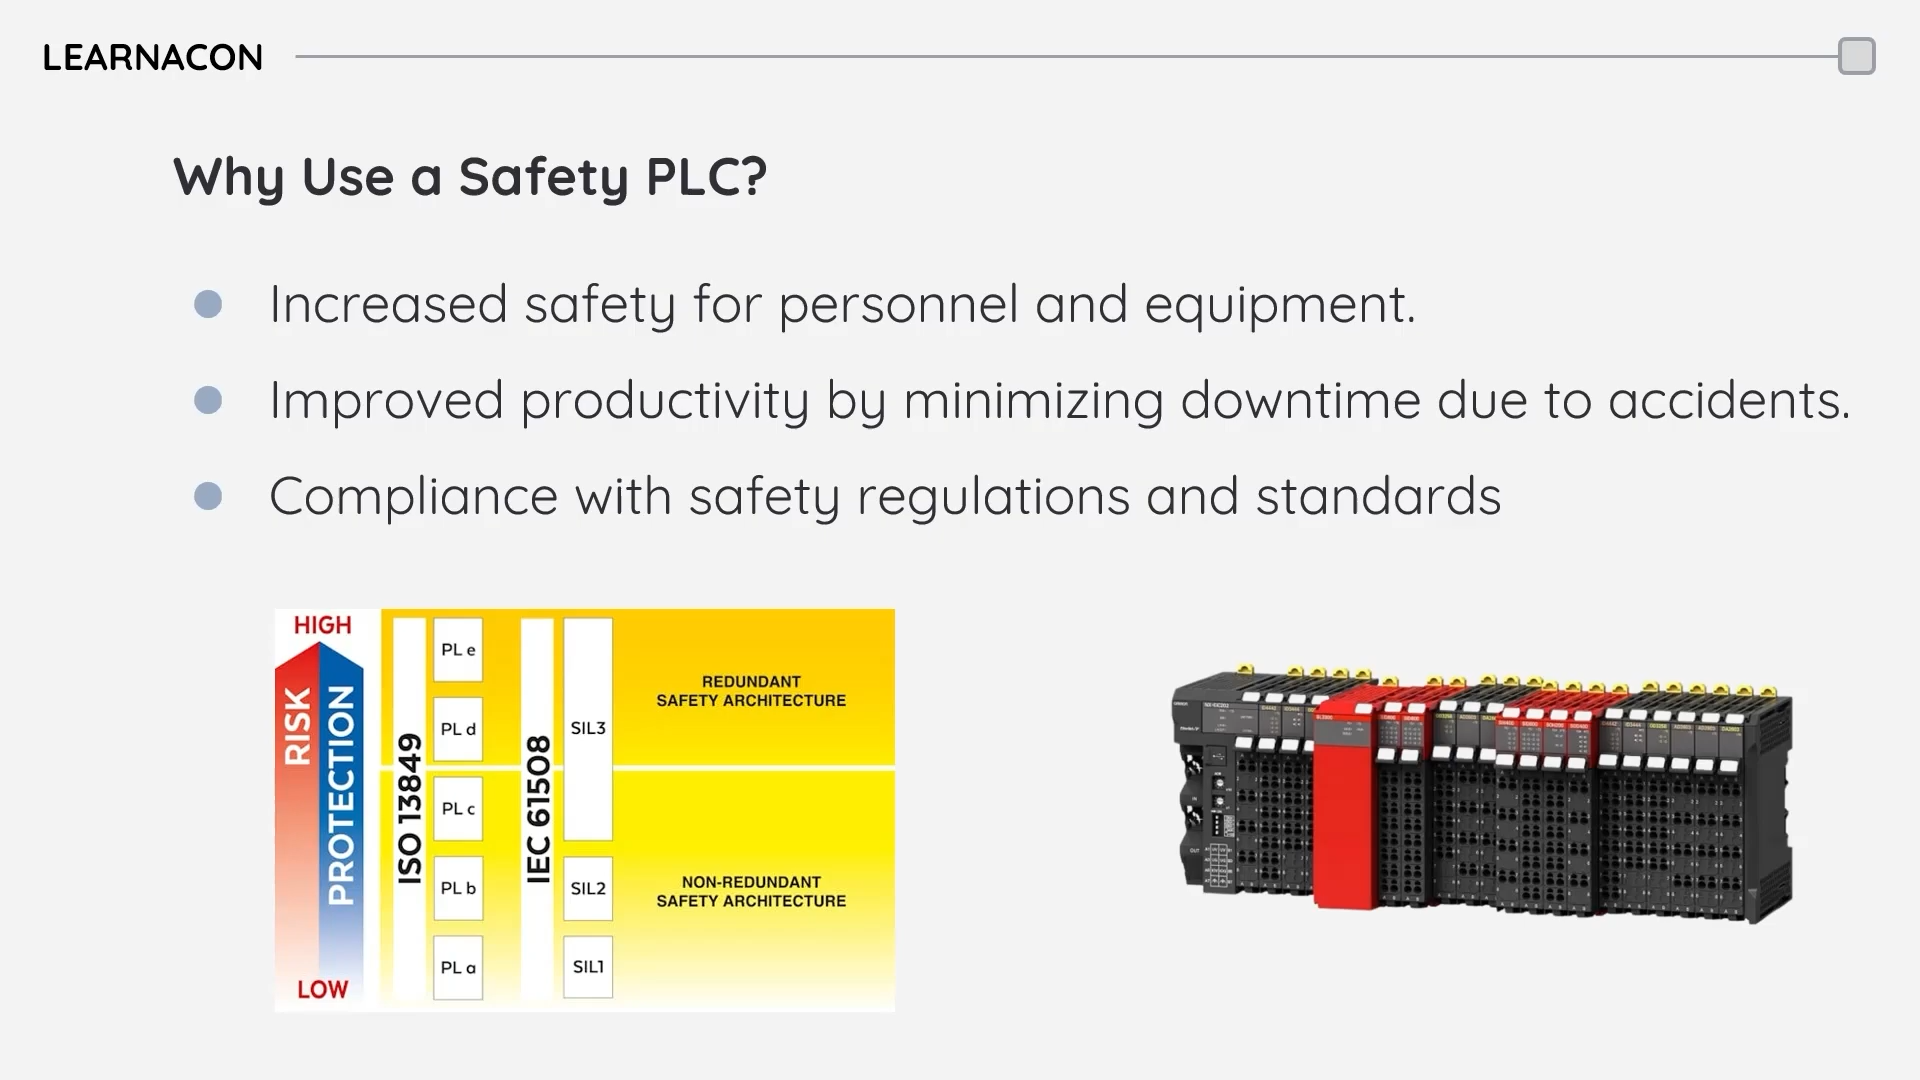 LEARNACON
Why Use a Safety PLC?
Increased safety for personnel and equipment.
Improved productivity by minimizing downtime due to accidents.
Compliance with safety regulations and standards
HIGH
RISK
PROTECTION
LOW
ISO 13849
PL e
PL d
PL c
PL b
PL a
IEC 61508
SIL3
SIL2
SIL1
REDUNDANT
SAFETY ARCHITECTURE
NON-REDUNDANT
SAFETY ARCHITECTURE